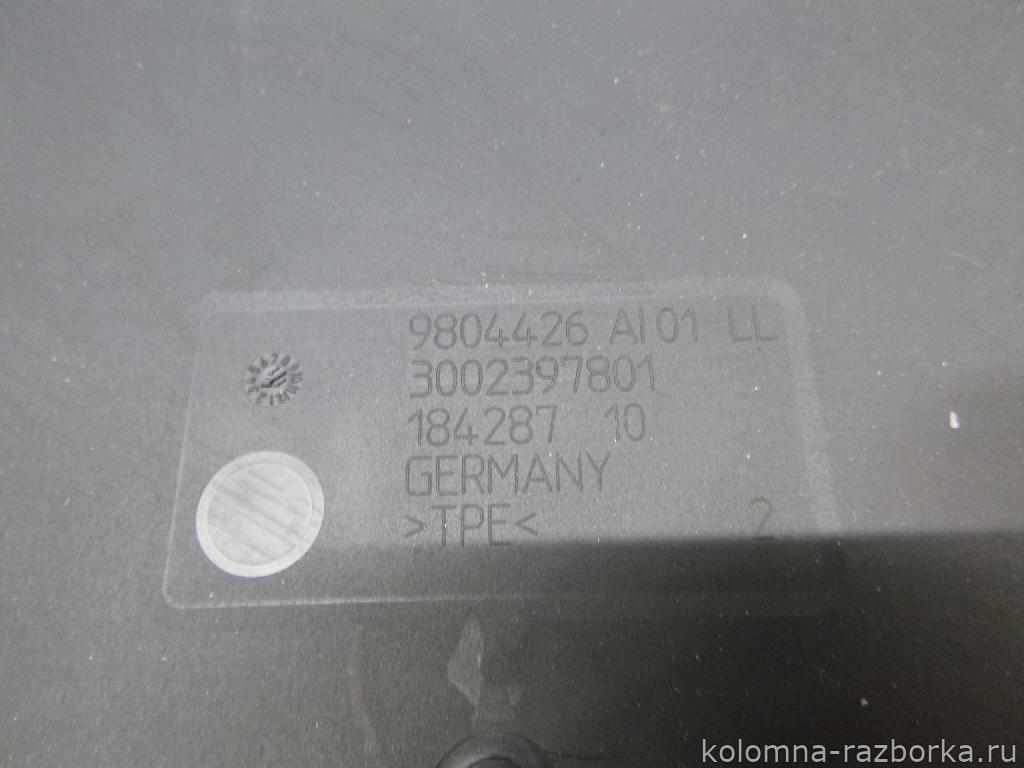 9804426 AI01 LL
3002397801
184287 10
GERMANY
>TPE< 2
kolomna-razborka.ru